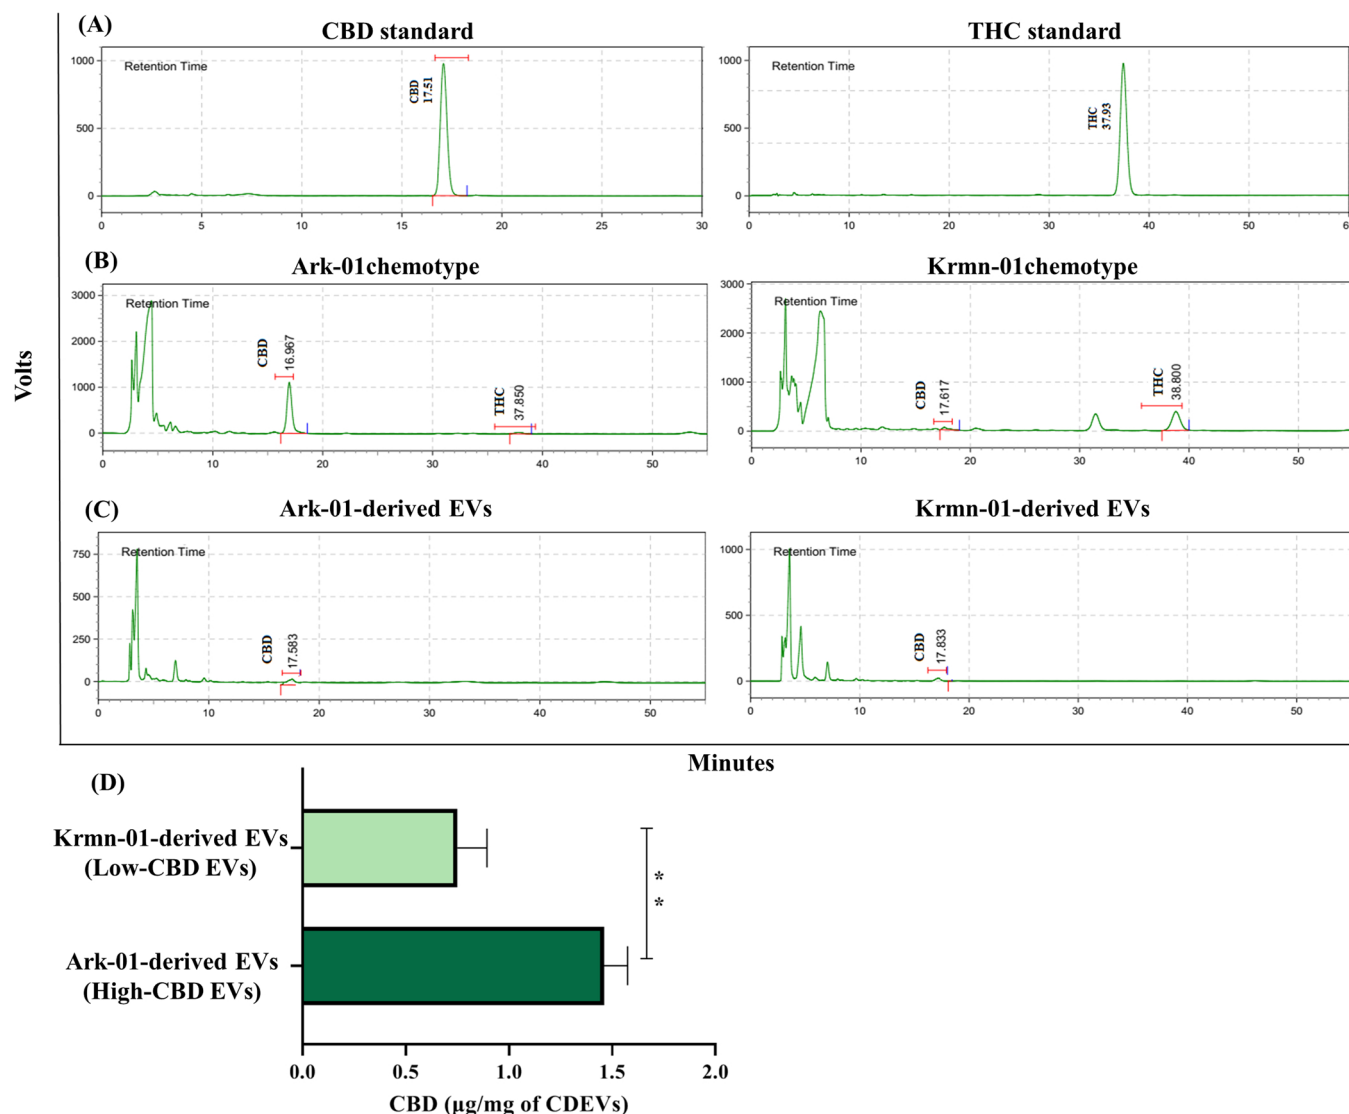 (A)
CBD standard
Retention Time
1000
500
0
CBD
17.51
0 5 10 15 20 25 30
THC standard
Retention Time
1000
500
0
THC
37.93
0 10 20 30 40 50
(B)
Ark-01chemotype
Retention Time
3000
2000
1000
0
CBD
16.967
THC
37.850
0 10 20 30 40 50
Krmn-01chemotype
Retention Time
3000
2000
1000
0
CBD
17.617
THC
38.800
0 10 20 30 40 50
Volts
(C)
Ark-01-derived EVs
Retention Time
750
500
250
0
CBD
17.583
0 10 20 30 40 50
Krmn-01-derived EVs
Retention Time
1000
500
0
CBD
17.833
0 10 20 30 40 50
Minutes
(D)
Krmn-01-derived EVs
(Low-CBD EVs)
Ark-01-derived EVs
(High-CBD EVs)
*
*
0.0 0.5 1.0 1.5 2.0
CBD (µg/mg of CDEVs)